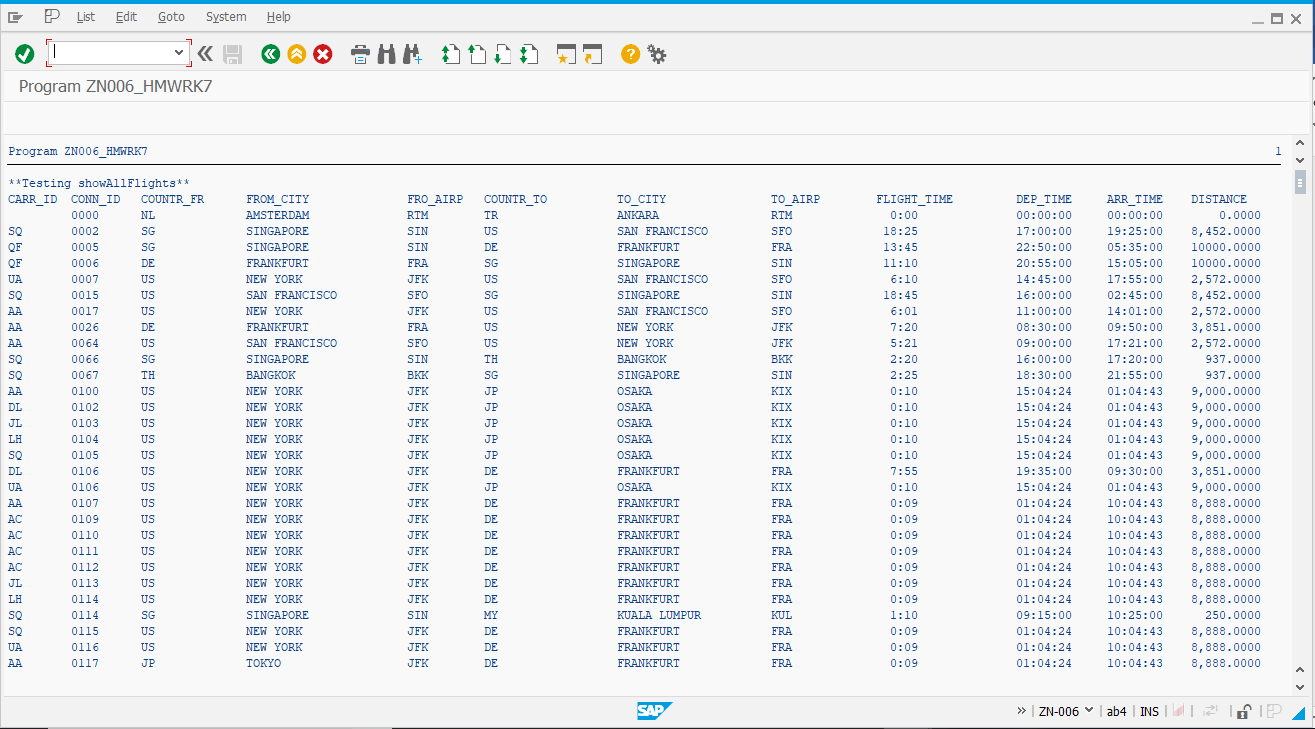 List Edit Goto System Help
Program ZN006_HMWRK7
Program ZN006_HMWRK7 1
**Testing showAllFlights**
CARR_ID CONN_ID COUNTR_FR FROM_CITY FRO_AIRP COUNTR_TO TO_CITY TO_AIRP FLIGHT_TIME DEP_TIME ARR_TIME DISTANCE
0000 NL AMSTERDAM RTM TR ANKARA RTM 0:00 00:00:00 00:00:00 0.0000
SQ 0002 SG SINGAPORE SIN US SAN FRANCISCO SFO 18:25 17:00:00 19:25:00 8,452.0000
QF 0005 SG SINGAPORE SIN DE FRANKFURT FRA 13:45 22:50:00 05:35:00 10000.0000
QF 0006 DE FRANKFURT FRA SG SINGAPORE SIN 11:10 20:55:00 15:05:00 10000.0000
UA 0007 US NEW YORK JFK US SAN FRANCISCO SFO 6:10 14:45:00 17:55:00 2,572.0000
SQ 0015 US SAN FRANCISCO SFO SG SINGAPORE SIN 18:45 16:00:00 02:45:00 8,452.0000
AA 0017 US NEW YORK JFK US SAN FRANCISCO SFO 6:01 11:00:00 14:01:00 2,572.0000
AA 0026 DE FRANKFURT FRA US NEW YORK JFK 7:20 08:30:00 09:50:00 3,851.0000
AA 0064 US SAN FRANCISCO SFO US NEW YORK JFK 5:21 09:00:00 17:21:00 2,572.0000
SQ 0066 SG SINGAPORE SIN TH BANGKOK BKK 2:20 16:00:00 17:20:00 937.0000
SQ 0067 TH BANGKOK BKK SG SINGAPORE SIN 2:25 18:30:00 21:55:00 937.0000
AA 0100 US NEW YORK JFK JP OSAKA KIX 0:10 15:04:24 01:04:43 9,000.0000
DL 0102 US NEW YORK JFK JP OSAKA KIX 0:10 15:04:24 01:04:43 9,000.0000
JL 0103 US NEW YORK JFK JP OSAKA KIX 0:10 15:04:24 01:04:43 9,000.0000
LH 0104 US NEW YORK JFK JP OSAKA KIX 0:10 15:04:24 01:04:43 9,000.0000
SQ 0105 US NEW YORK JFK JP OSAKA KIX 0:10 15:04:24 01:04:43 9,000.0000
DL 0106 US NEW YORK JFK DE FRANKFURT FRA 7:55 19:35:00 09:30:00 3,851.0000
UA 0106 US NEW YORK JFK JP OSAKA KIX 0:10 15:04:24 01:04:43 9,000.0000
AA 0107 US NEW YORK JFK DE FRANKFURT FRA 0:09 01:04:24 10:04:43 8,888.0000
AC 0109 US NEW YORK JFK DE FRANKFURT FRA 0:09 01:04:24 10:04:43 8,888.0000
AC 0110 US NEW YORK JFK DE FRANKFURT FRA 0:09 01:04:24 10:04:43 8,888.0000
AC 0111 US NEW YORK JFK DE FRANKFURT FRA 0:09 01:04:24 10:04:43 8,888.0000
AC 0112 US NEW YORK JFK DE FRANKFURT FRA 0:09 01:04:24 10:04:43 8,888.0000
JL 0113 US NEW YORK JFK DE FRANKFURT FRA 0:09 01:04:24 10:04:43 8,888.0000
LH 0114 US NEW YORK JFK DE FRANKFURT FRA 0:09 01:04:24 10:04:43 8,888.0000
SQ 0114 SG SINGAPORE SIN MY KUALA LUMPUR KUL 1:10 09:15:00 10:25:00 250.0000
SQ 0115 US NEW YORK JFK DE FRANKFURT FRA 0:09 01:04:24 10:04:43 8,888.0000
UA 0116 US NEW YORK JFK DE FRANKFURT FRA 0:09 01:04:24 10:04:43 8,888.0000
AA 0117 JP TOKYO JFK DE FRANKFURT FRA 0:09 01:04:24 10:04:43 8,888.0000
SAP ZN-006 ab4 INS